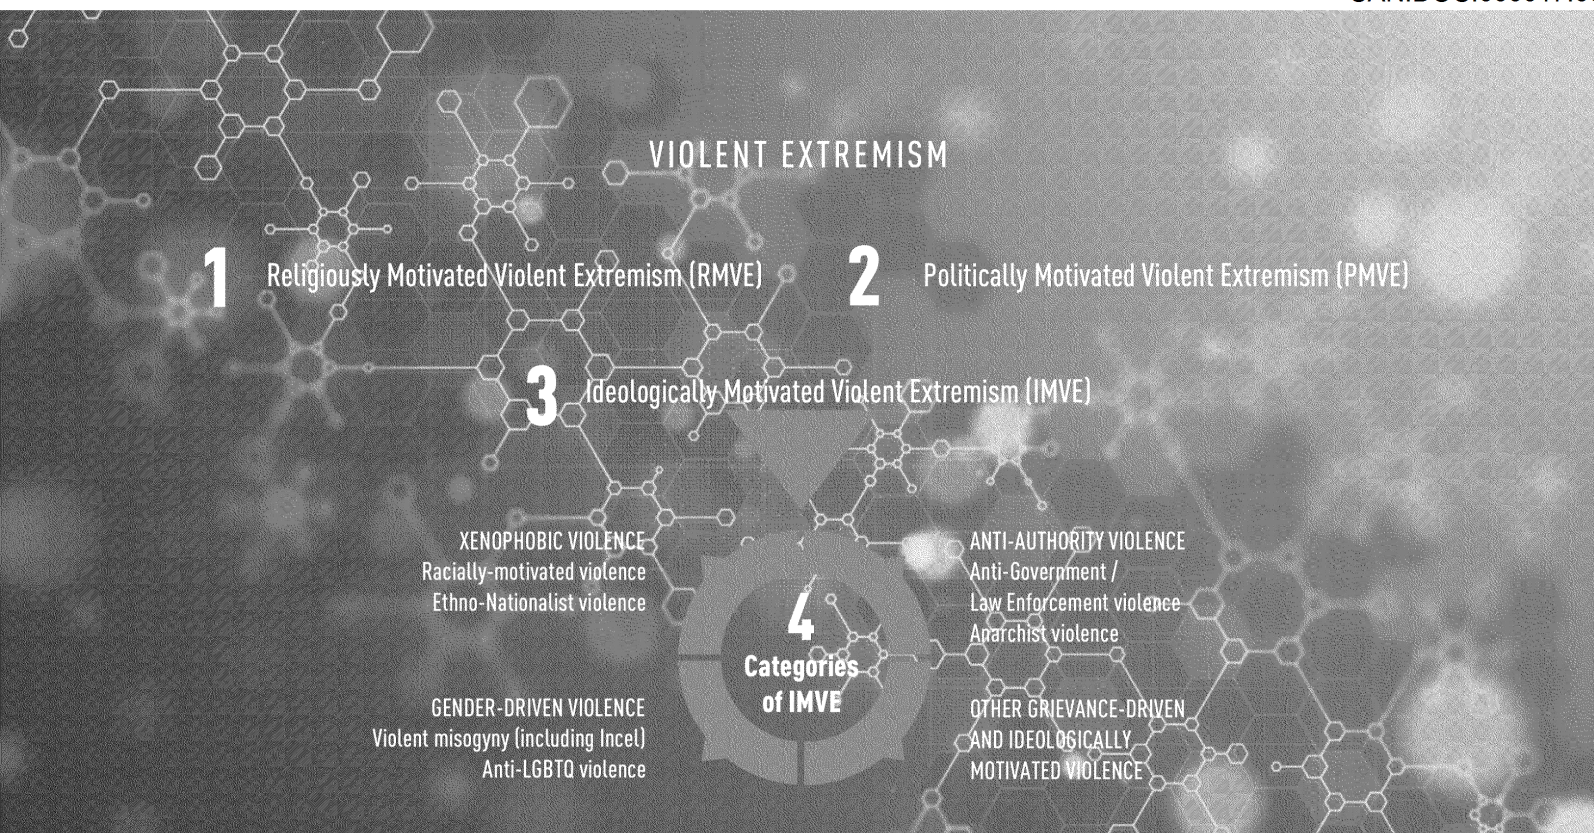 VIOLENT EXTREMISM
1 Religiously Motivated Violent Extremism (RMVE)
2 Politically Motivated Violent Extremism (PMVE)
3 Ideologically Motivated Violent Extremism (IMVE)
XENOPHOBIC VIOLENCE
Racially-motivated violence
Ethno-Nationalist violence
ANTI-AUTHORITY VIOLENCE
Anti-Government /
Law Enforcement violence
Anarchist violence
4
Categories
of IMVE
GENDER-DRIVEN VIOLENCE
Violent misogyny (including Incel)
Anti-LGBTQ violence
OTHER GRIEVANCE-DRIVEN
AND IDEOLOGICALLY
MOTIVATED VIOLENCE